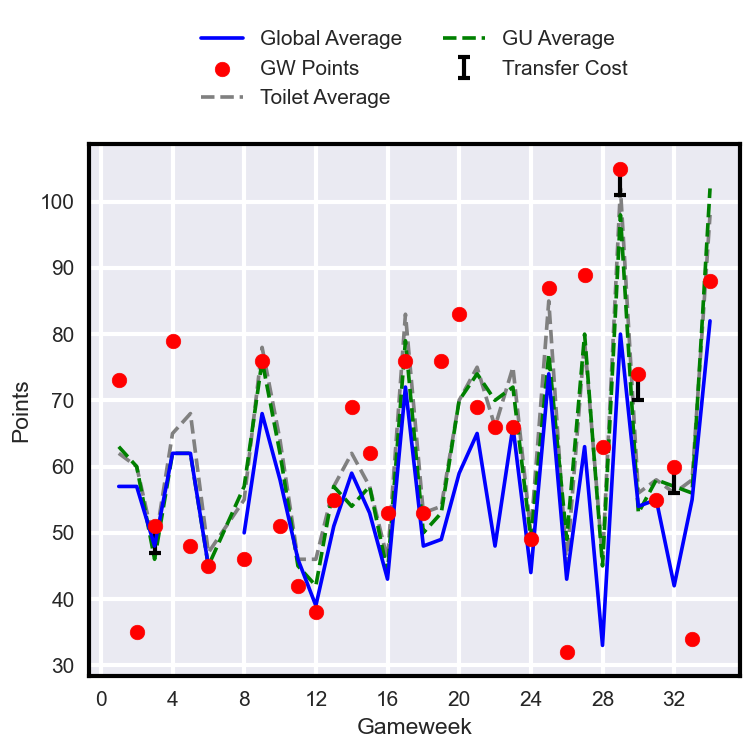 Global Average
GW Points
Toilet Average
GU Average
Transfer Cost
Points
100
90
80
70
60
50
40
30
0 4 8 12 16 20 24 28 32
Gameweek